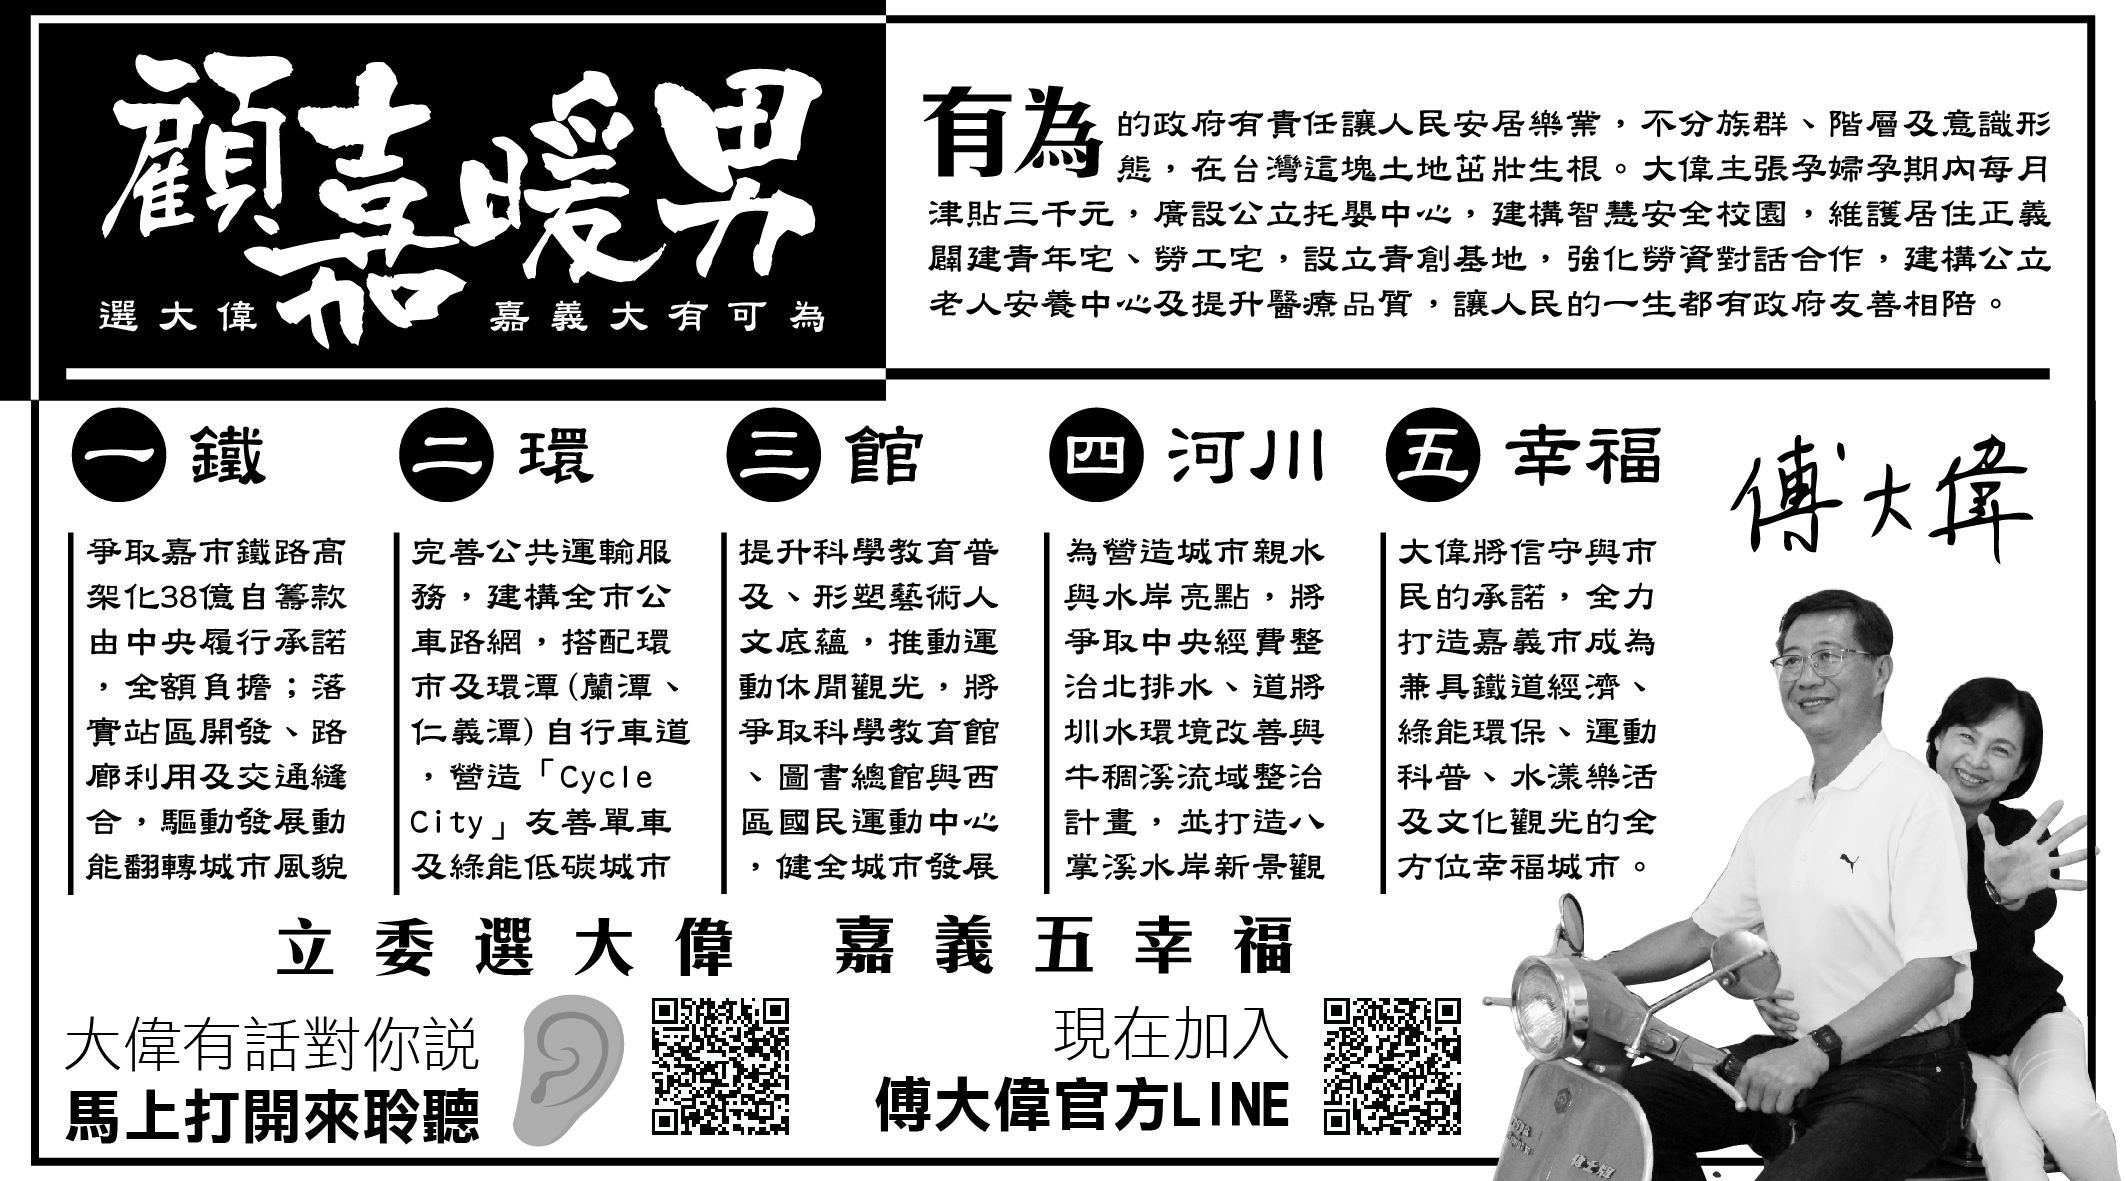 顧嘉暖男
選大偉 嘉義大有可為
有為的政府有責任讓人民安居樂業，不分族群、階層及意識形
態，在台灣這塊土地茁壯生根。大偉主張孕婦孕期內每月
津貼三千元，廣設公立托嬰中心，建構智慧安全校園，維護居住正義
闢建青年宅、勞工宅，設立青創基地，強化勞資對話合作，建構公立
老人安養中心及提升醫療品質，讓人民的一生都有政府友善相陪。
一鐵
爭取嘉市鐵路高
架化38億自籌款
由中央履行承諾
，全額負擔；落
實站區開發、路
廊利用及交通縫
合，驅動發展動
能翻轉城市風貌
二環
完善公共運輸服
務，建構全市公
車路網，搭配環
市及環潭(蘭潭、
仁義潭)自行車道
，營造「Cycle
City」友善單車
及綠能低碳城市
三館
提升科學教育普
及、形塑藝術人
文底蘊，推動運
動休閒觀光，將
爭取科學教育館
、圖書總館與西
區國民運動中心
，健全城市發展
四河川
為營造城市親水
與水岸亮點，將
爭取中央經費整
治北排水、道將
圳水環境改善與
牛稠溪流域整治
計畫，並打造八
掌溪水岸新景觀
五幸福
大偉將信守與市
民的承諾，全力
打造嘉義市成為
兼具鐵道經濟、
綠能環保、運動
科普、水漾樂活
及文化觀光的全
方位幸福城市。
傅大偉
立委選大偉 嘉義五幸福
大偉有話對你説
馬上打開來聆聽
現在加入
傅大偉官方LINE